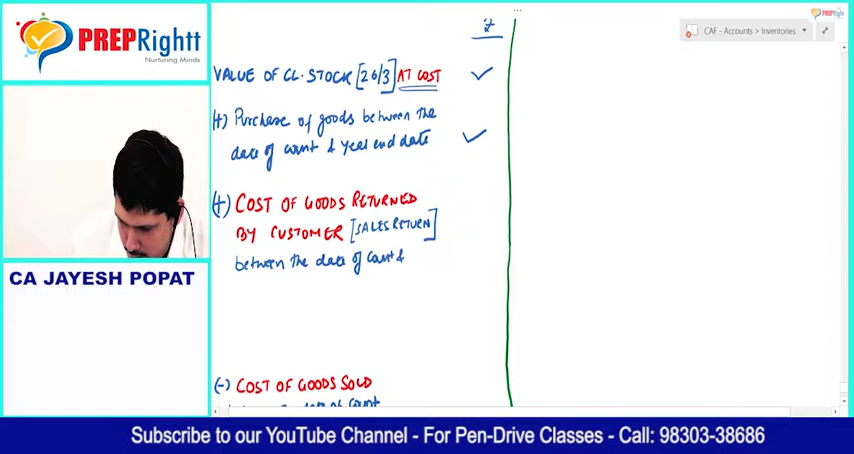 PREPRightt
Nurturing Minds
₹
CAF - Accounts > Inventories
PREPRightt
VALUE OF CL. STOCK [26/3] AT COST
(+) Purchase of goods between the
date of count & year end date
(+) COST OF GOODS RETURNED
BY CUSTOMER [SALES RETURN]
between the date of count &
CA JAYESH POPAT
(-) COST OF GOODS SOLD
date of count
Subscribe to our YouTube Channel - For Pen-Drive Classes - Call: 98303-38686